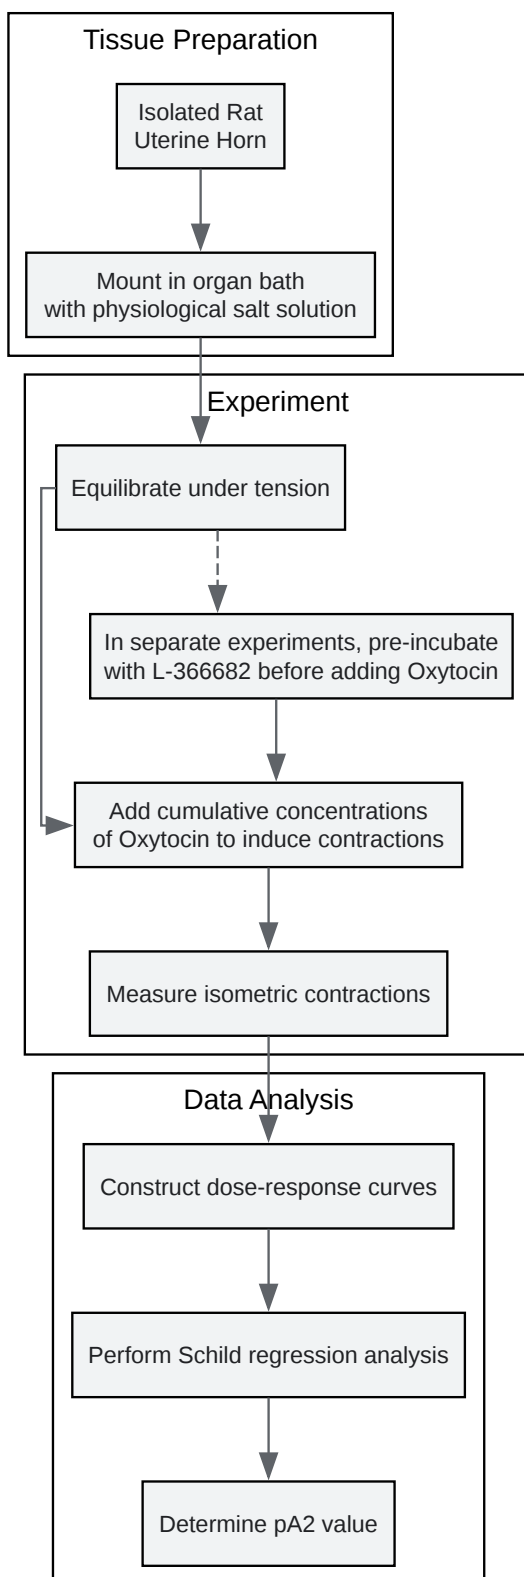 Tissue Preparation
Isolated Rat
Uterine Horn
Mount in organ bath
with physiological salt solution
Experiment
Equilibrate under tension
In separate experiments, pre-incubate
with L-366682 before adding Oxytocin
Add cumulative concentrations
of Oxytocin to induce contractions
Measure isometric contractions
Data Analysis
Construct dose-response curves
Perform Schild regression analysis
Determine pA2 value